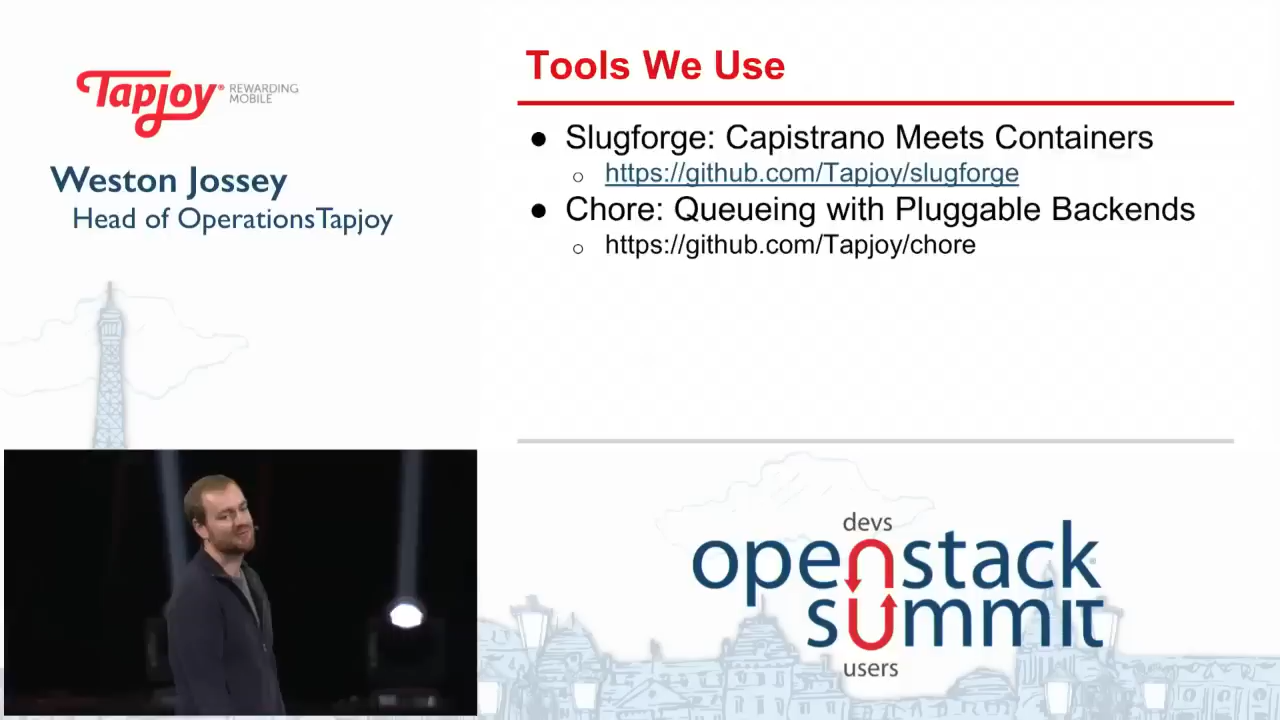 Tapjoy® REWARDING
MOBILE
Weston Jossey
Head of OperationsTapjoy
Tools We Use
● Slugforge: Capistrano Meets Containers
○ https://github.com/Tapjoy/slugforge
● Chore: Queueing with Pluggable Backends
○ https://github.com/Tapjoy/chore
devs
openstack
summit
users